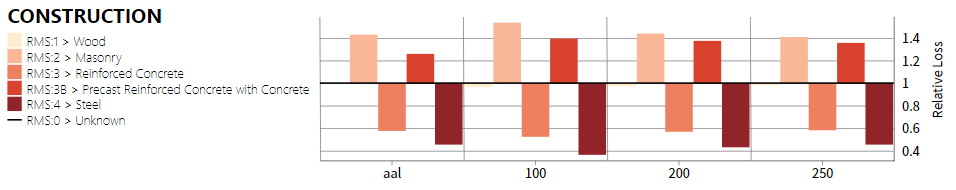 CONSTRUCTION
RMS:1 > Wood
RMS:2 > Masonry
RMS:3 > Reinforced Concrete
RMS:3B > Precast Reinforced Concrete with Concrete
RMS:4 > Steel
RMS:0 > Unknown
1.4
1.2
1
0.8
0.6
0.4
Relative Loss
aal 100 200 250